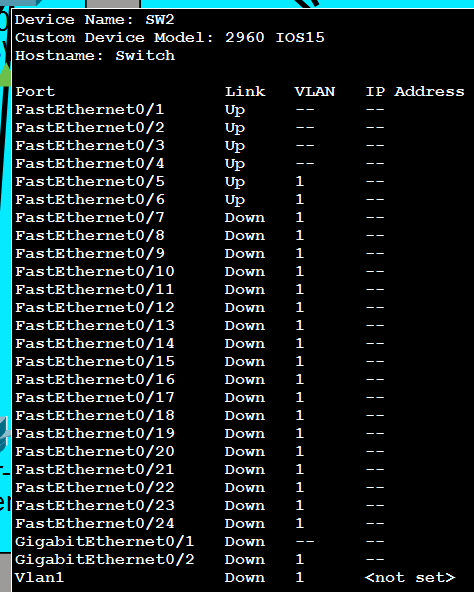 Device Name: SW2
Custom Device Model: 2960 IOS15
Hostname: Switch
Port Link VLAN IP Address
FastEthernet0/1 Up -- --
FastEthernet0/2 Up -- --
FastEthernet0/3 Up -- --
FastEthernet0/4 Up -- --
FastEthernet0/5 Up 1 --
FastEthernet0/6 Up 1 --
FastEthernet0/7 Down 1 --
FastEthernet0/8 Down 1 --
FastEthernet0/9 Down 1 --
FastEthernet0/10 Down 1 --
FastEthernet0/11 Down 1 --
FastEthernet0/12 Down 1 --
FastEthernet0/13 Down 1 --
FastEthernet0/14 Down 1 --
FastEthernet0/15 Down 1 --
FastEthernet0/16 Down 1 --
FastEthernet0/17 Down 1 --
FastEthernet0/18 Down 1 --
FastEthernet0/19 Down 1 --
FastEthernet0/20 Down 1 --
FastEthernet0/21 Down 1 --
FastEthernet0/22 Down 1 --
FastEthernet0/23 Down 1 --
FastEthernet0/24 Down 1 --
GigabitEthernet0/1 Down -- --
GigabitEthernet0/2 Down 1 --
Vlan1 Down 1 <not set>